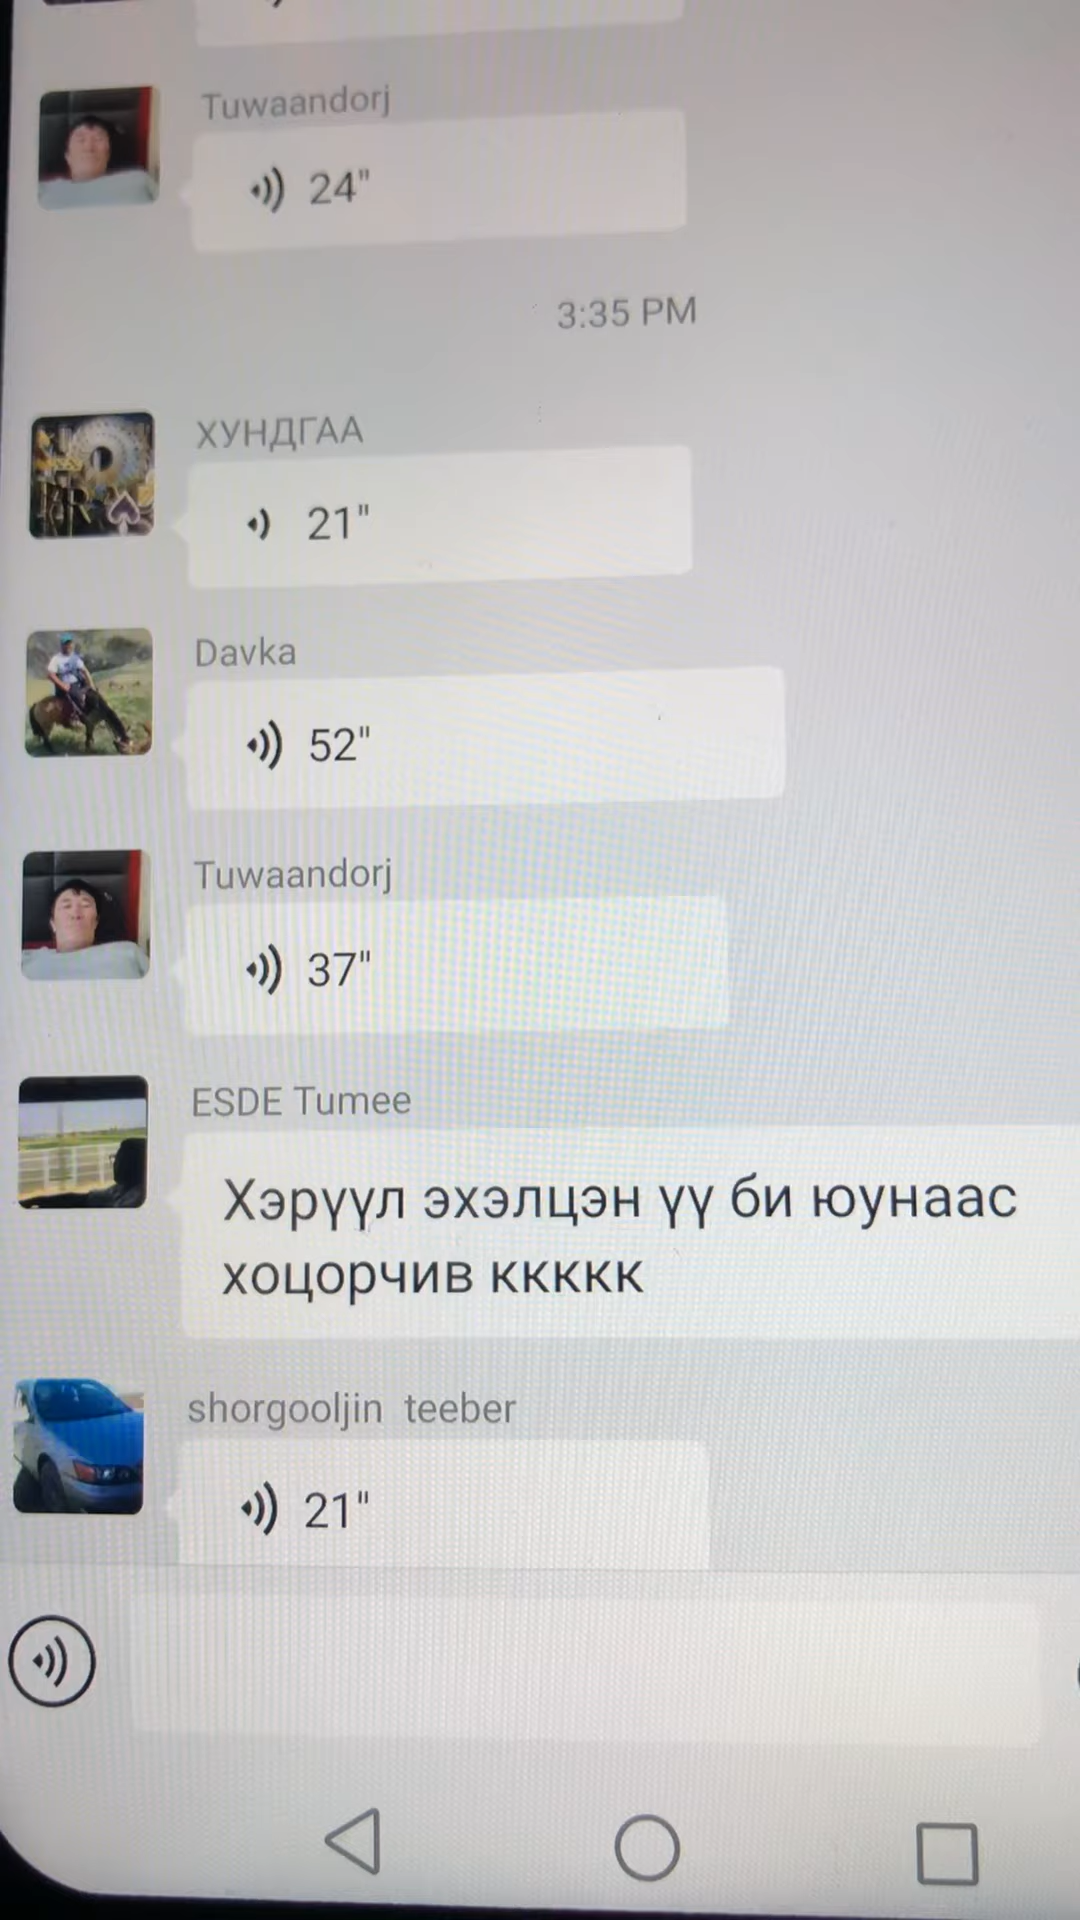 Tuwaandorj
24"
3:35 PM
ХУНДГАА
21"
Davka
52"
Tuwaandorj
37"
ESDE Tumee
Хэрүүл эхэлцэн үү би юунаас
хоцорчив ккккк
shorgooljin teeber
21"